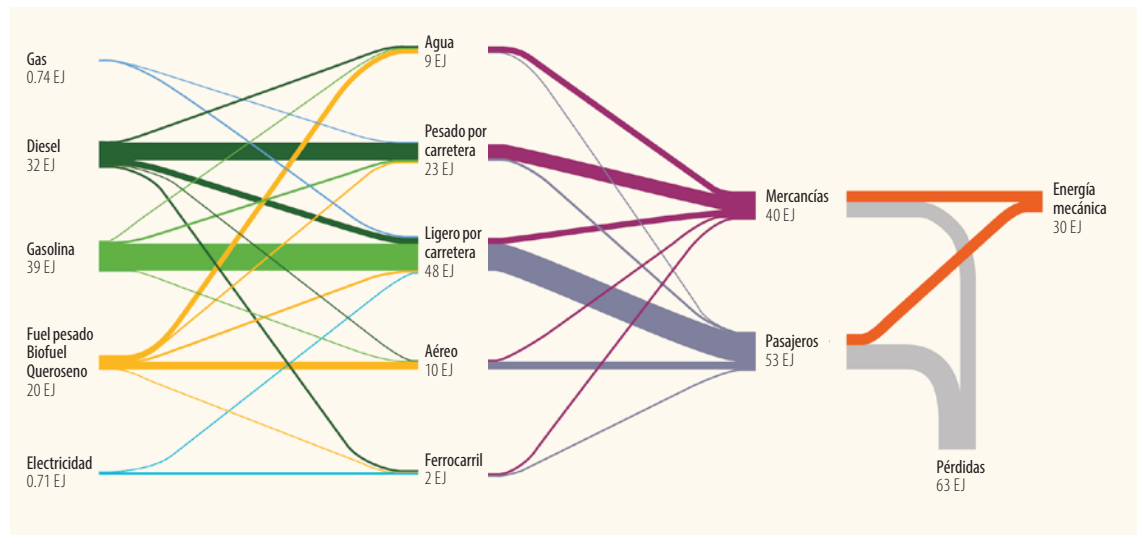 Gas
0.74 EJ
Diesel
32 EJ
Gasolina
39 EJ
Fuel pesado
Biofuel
Queroseno
20 EJ
Electricidad
0.71 EJ
Agua
9 EJ
Pesado por
carretera
23 EJ
Ligero por
carretera
48 EJ
Aéreo
10 EJ
Ferrocarril
2 EJ
Mercancías
40 EJ
Pasajeros
53 EJ
Energía
mecánica
30 EJ
Pérdidas
63 EJ